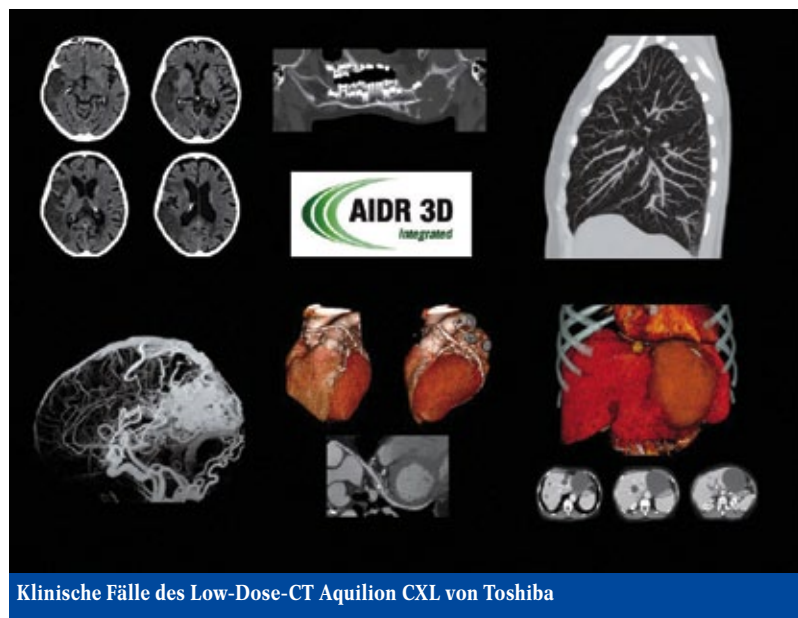 AIDR 3D
Integrated
Klinische Fälle des Low-Dose-CT Aquilion CXL von Toshiba